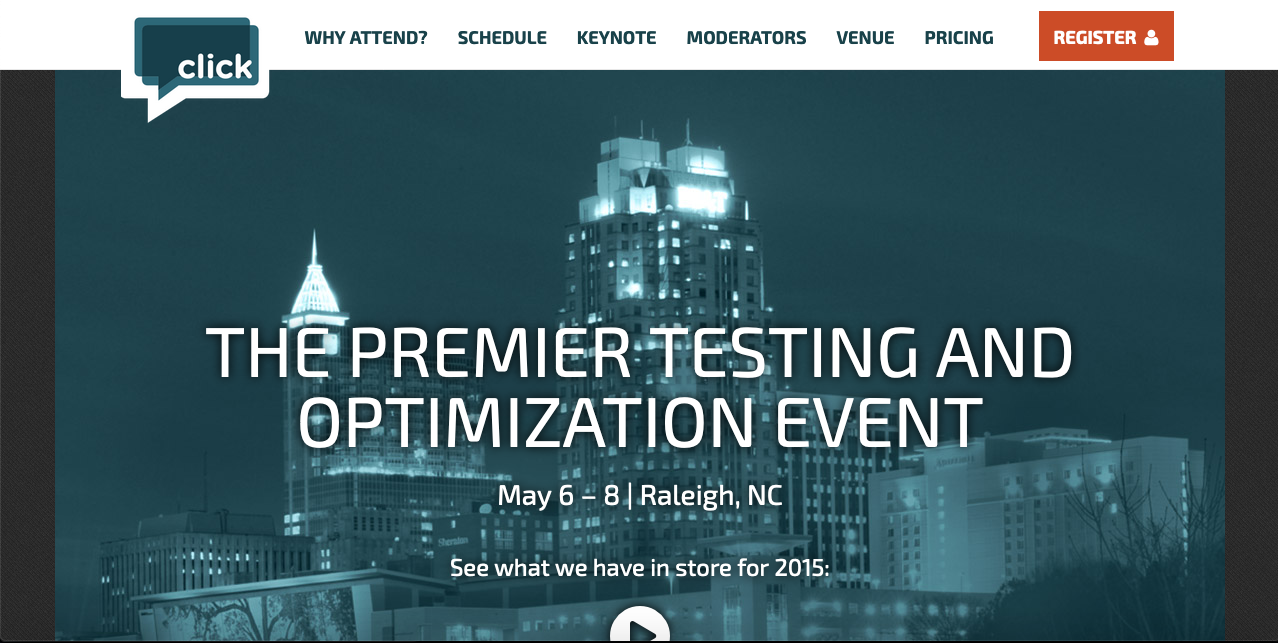 click
WHY ATTEND?
SCHEDULE
KEYNOTE
MODERATORS
VENUE
PRICING
REGISTER
THE PREMIER TESTING AND
OPTIMIZATION EVENT
May 6 – 8 | Raleigh, NC
Sheraton
See what we have in store for 2015: